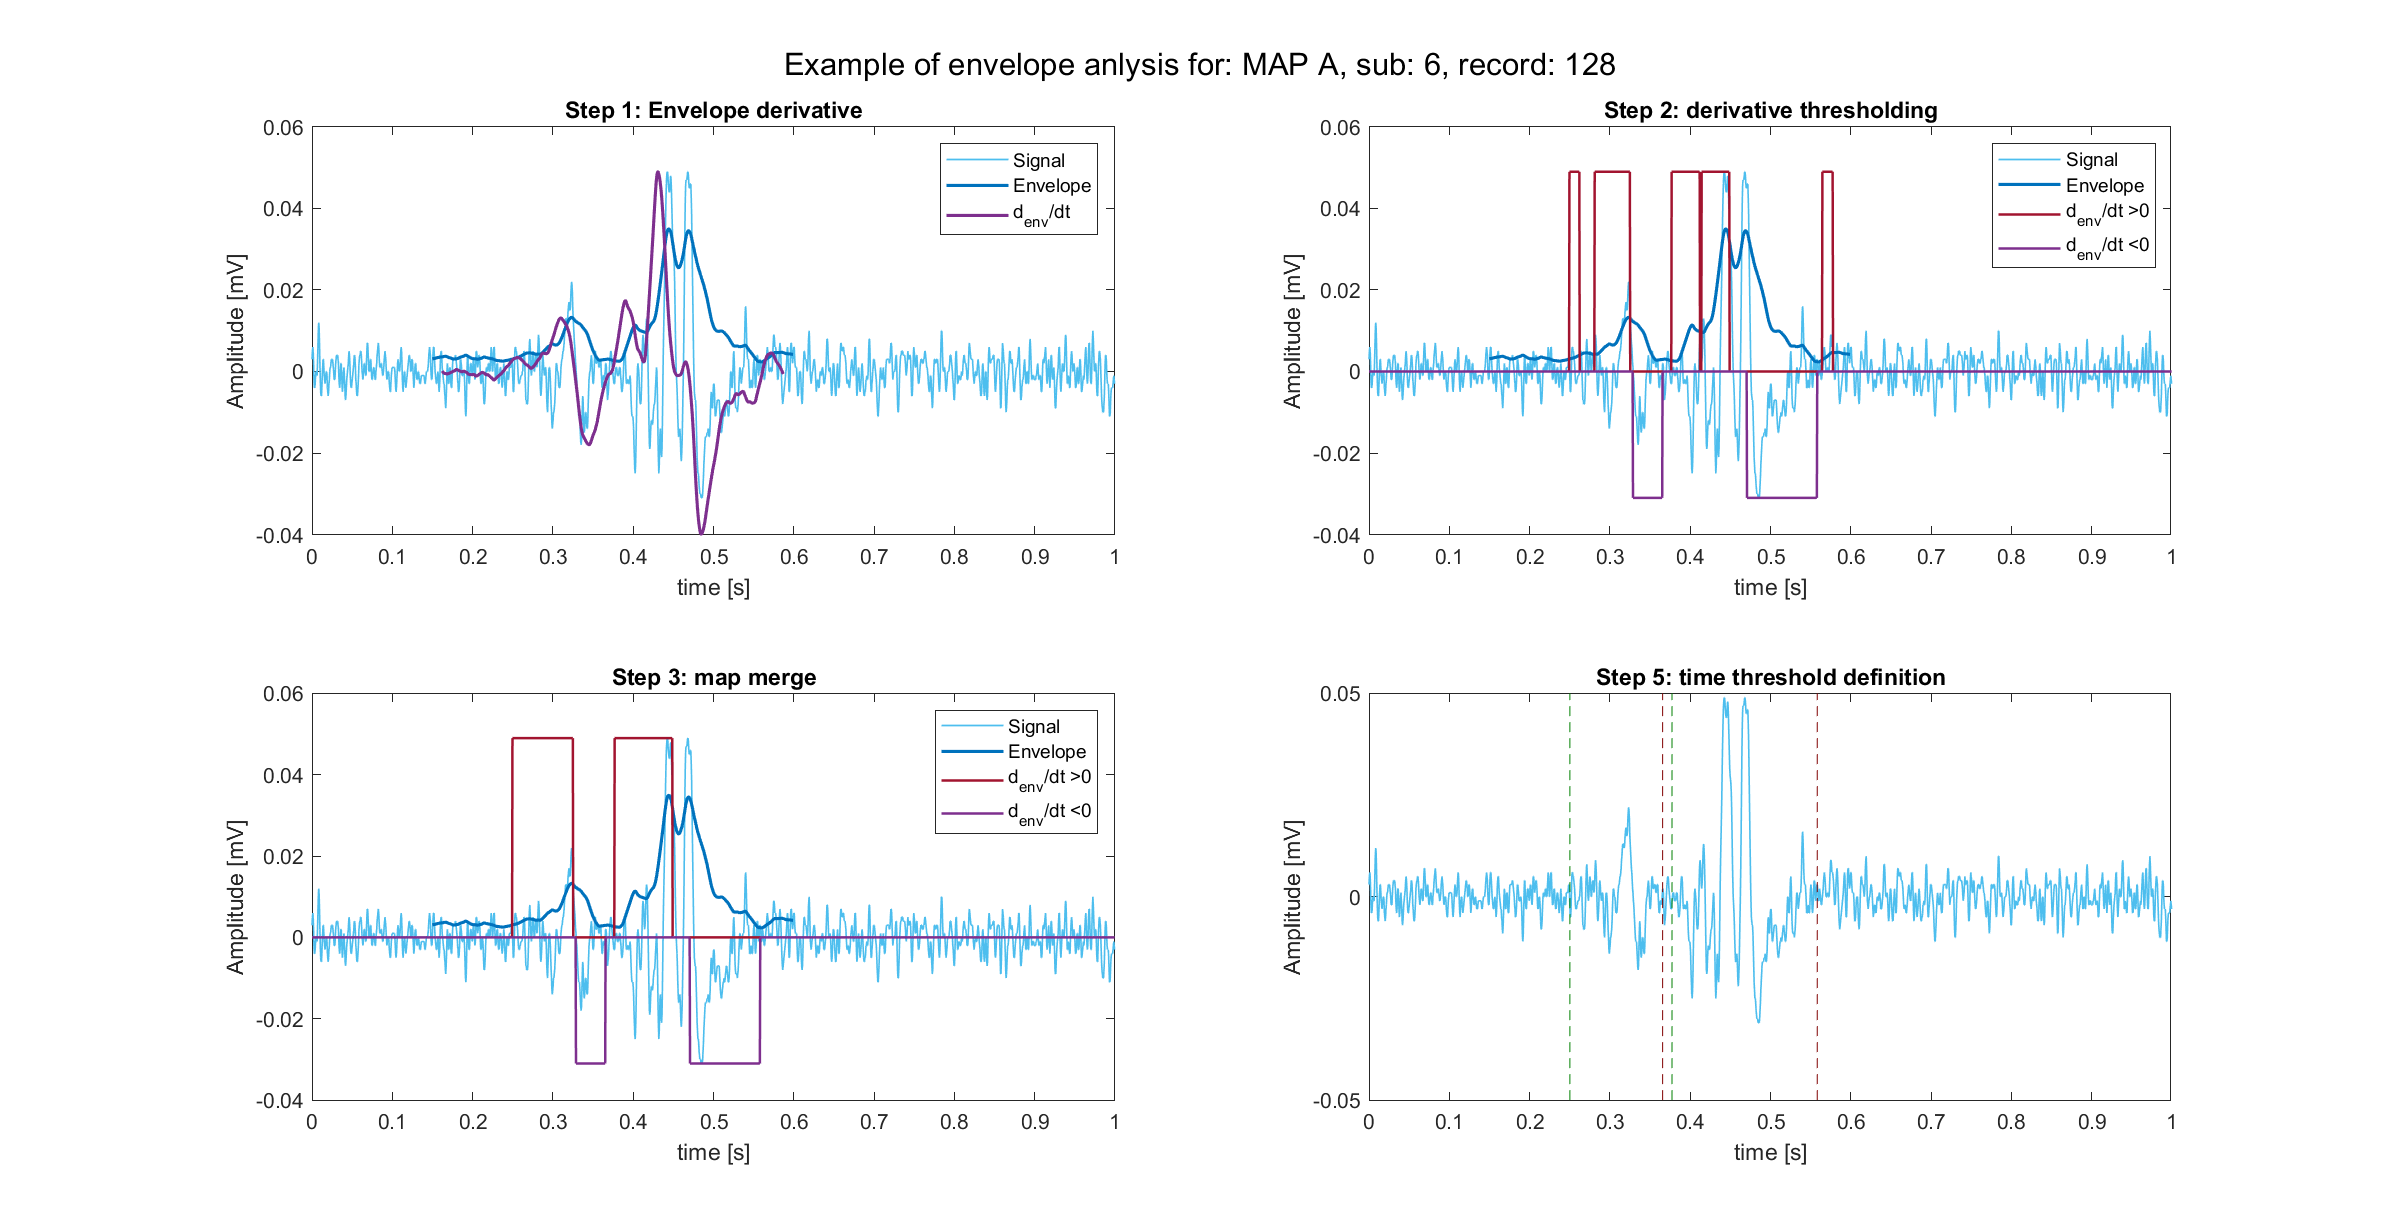 Example of envelope anlysis for: MAP A, sub: 6, record: 128
Step 1: Envelope derivative
0.06
0.04
0.02
0
-0.02
-0.04
Amplitude [mV]
0 0.1 0.2 0.3 0.4 0.5 0.6 0.7 0.8 0.9 1
time [s]
Signal
Envelope
d_env/dt
Step 2: derivative thresholding
0.06
0.04
0.02
0
-0.02
-0.04
Amplitude [mV]
0 0.1 0.2 0.3 0.4 0.5 0.6 0.7 0.8 0.9 1
time [s]
Signal
Envelope
d_env/dt >0
d_env/dt <0
Step 3: map merge
0.06
0.04
0.02
0
-0.02
-0.04
Amplitude [mV]
0 0.1 0.2 0.3 0.4 0.5 0.6 0.7 0.8 0.9 1
time [s]
Signal
Envelope
d_env/dt >0
d_env/dt <0
Step 5: time threshold definition
0.05
0
-0.05
Amplitude [mV]
0 0.1 0.2 0.3 0.4 0.5 0.6 0.7 0.8 0.9 1
time [s]